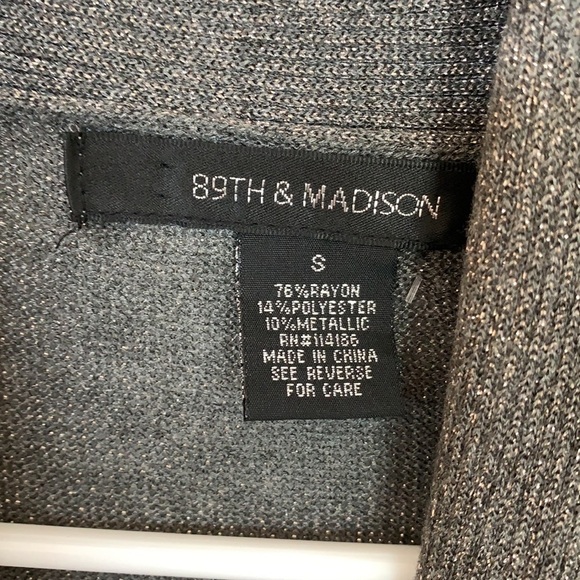 89TH & MADISON
S
76%RAYON
14%POLYESTER
10%METALLIC
RN#114186
MADE IN CHINA
SEE REVERSE
FOR CARE